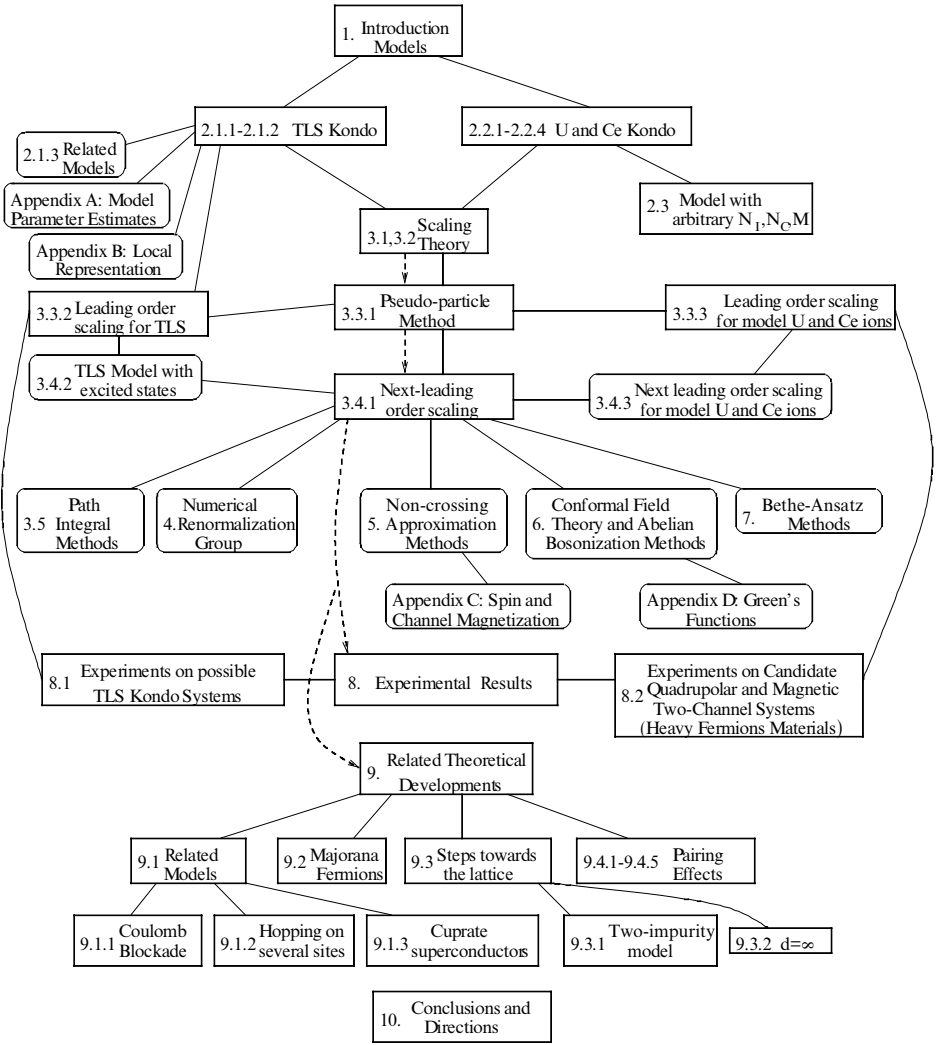 1. Introduction
Models
2.1.1-2.1.2 TLS Kondo
2.2.1-2.2.4 U and Ce Kondo
2.1.3 Related
Models
Appendix A: Model
Parameter Estimates
Appendix B: Local
Representation
2.3 Model with
arbitrary N_I,N_C,M
3.1,3.2 Scaling
Theory
3.3.2 Leading order
scaling for TLS
3.3.1 Pseudo-particle
Method
3.3.3 Leading order scaling
for model U and Ce ions
3.4.2 TLS Model with
excited states
3.4.1 Next-leading
order scaling
3.4.3 Next leading order scaling
for model U and Ce ions
3.5 Path
Integral
Methods
4. Numerical
Renormalization
Group
5. Non-crossing
Approximation
Methods
6. Conformal Field
Theory and Abelian
Bosonization Methods
7. Bethe-Ansatz
Methods
Appendix C: Spin and
Channel Magnetization
Appendix D: Green's
Functions
8.1 Experiments on possible
TLS Kondo Systems
8. Experimental Results
8.2 Experiments on Candidate
Quadrupolar and Magnetic
Two-Channel Systems
(Heavy Fermions Materials)
9. Related Theoretical
Developments
9.1 Related
Models
9.2 Majorana
Fermions
9.3 Steps towards
the lattice
9.4.1-9.4.5 Pairing
Effects
9.1.1 Coulomb
Blockade
9.1.2 Hopping on
several sites
9.1.3 Cuprate
superconductors
9.3.1 Two-impurity
model
9.3.2 d=∞
10. Conclusions and
Directions